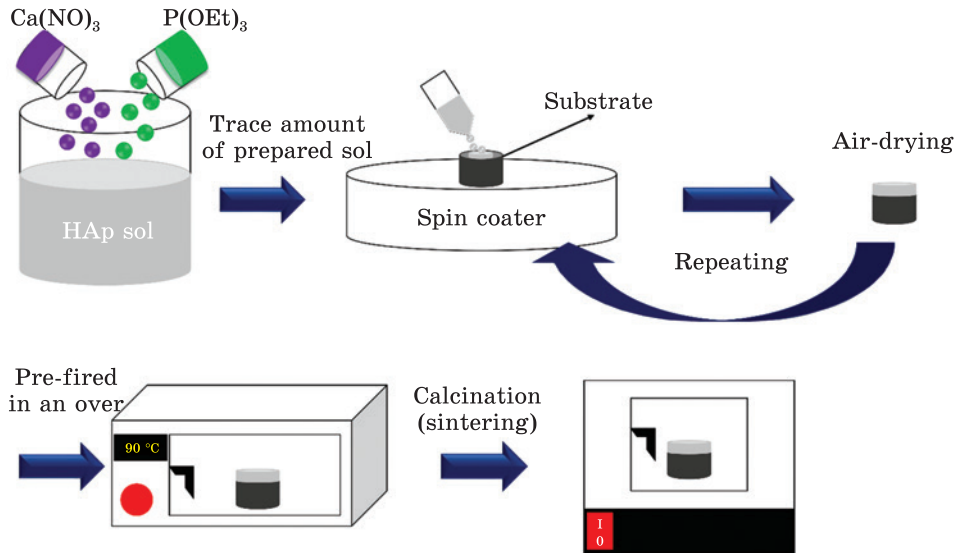 Ca(NO)₃
P(OEt)₃
HAp sol
Trace amount
of prepared sol
Substrate
Spin coater
Air-drying
Repeating
Pre-fired
in an over
90 °C
Calcination
(sintering)
I
0